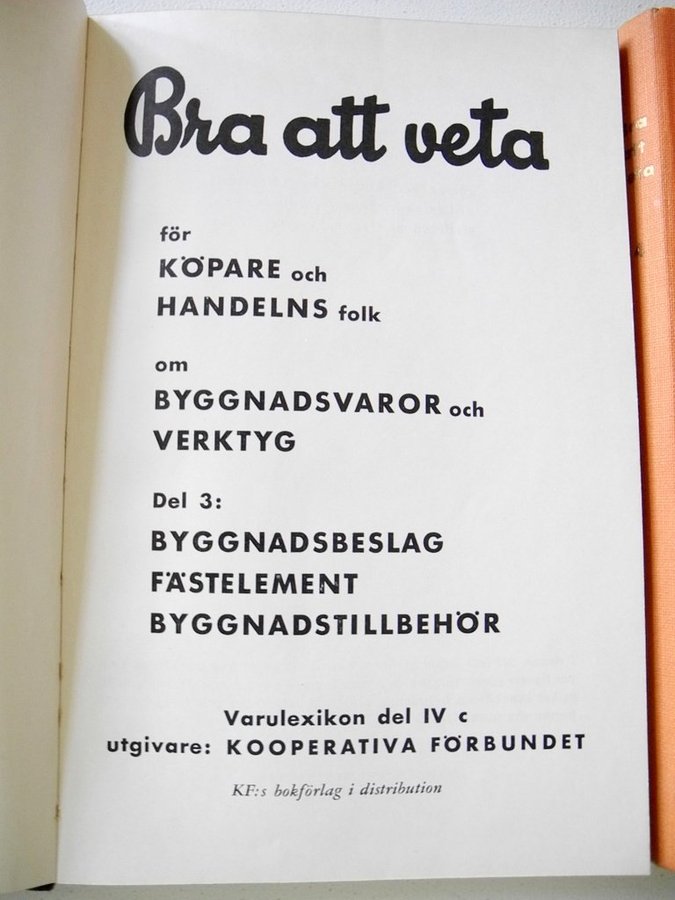 Bra att veta
för
KÖPARE och
HANDELNS folk
om
BYGGNADSVAROR och
VERKTYG
Del 3:
BYGGNADSBESLAG
FÄSTELEMENT
BYGGNADSTILLBEHÖR
Varulexikon del IV c
utgivare: KOOPERATIVA FÖRBUNDET
KF:s bokförlag i distribution